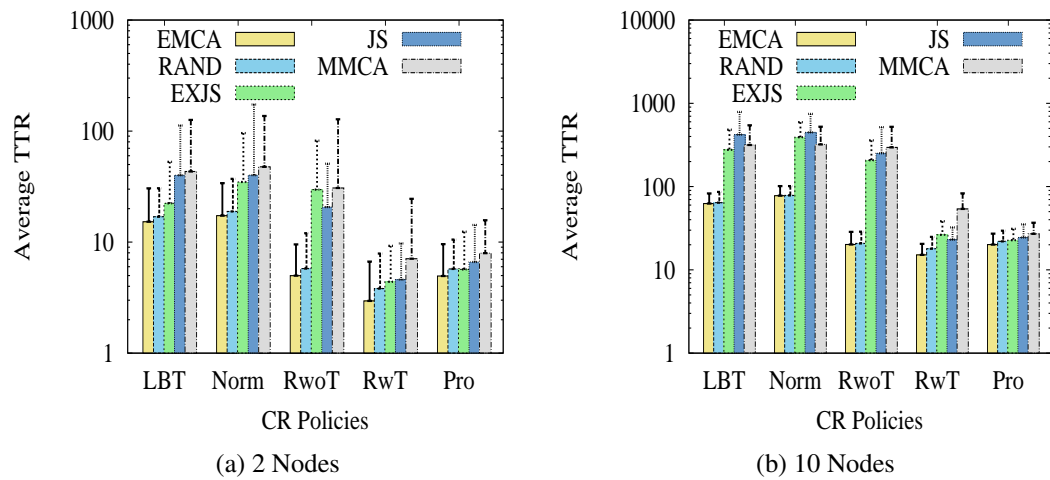 1000
100
10
1
Average TTR
EMCA
RAND
EXJS
JS
MMCA
LBT Norm RwoT RwT Pro
CR Policies
(a) 2 Nodes
10000
1000
100
10
1
Average TTR
EMCA
RAND
EXJS
JS
MMCA
LBT Norm RwoT RwT Pro
CR Policies
(b) 10 Nodes